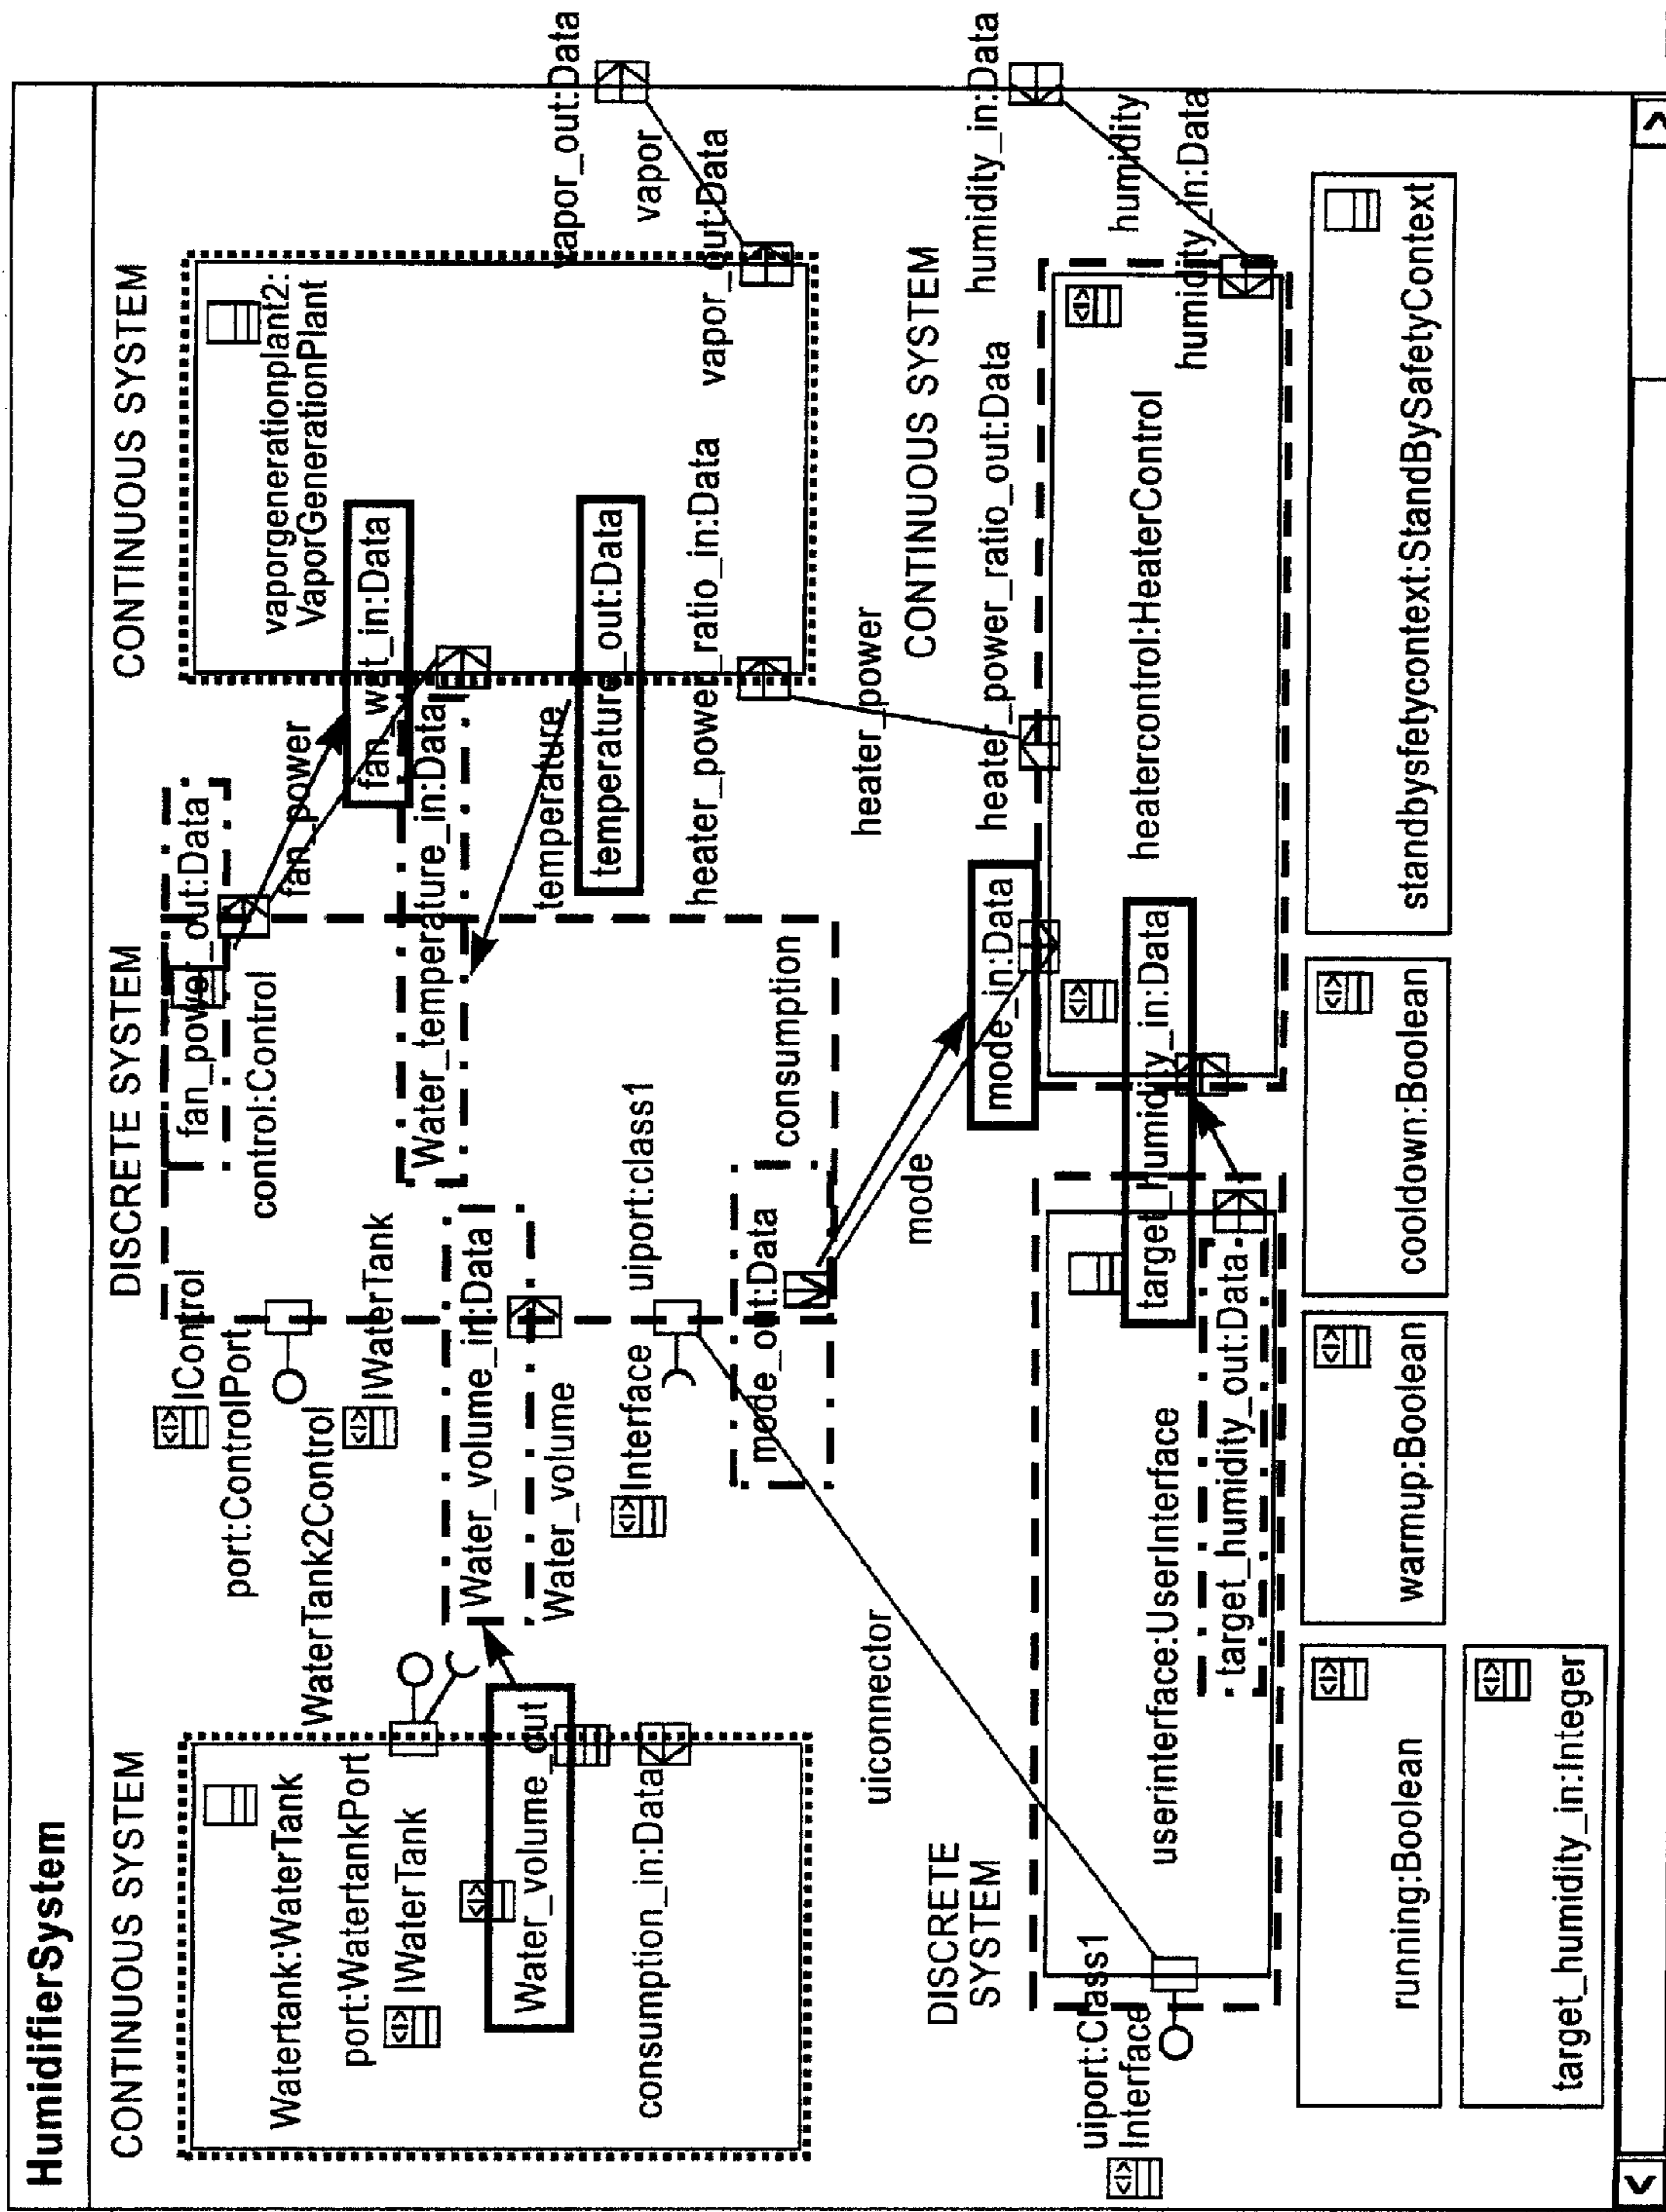 HumidifierSystem
CONTINUOUS SYSTEM
Watertank:WaterTank
port:WatertankPort
IWaterTank
Water_volume_out
consumption_in:Data
DISCRETE SYSTEM
IControl
port:ControlPort
WaterTank2Control
IWaterTank
Water_volume_in:Data
Water_volume
Interface
uiport:class1
mode_out:Data
consumption
fan_power_out:Data
control:Control
Water_temperature_in:Data
fan_power
temperature
CONTINUOUS SYSTEM
vaporgenerationplant2:
VaporGenerationPlant
fan_wat_in:Data
temperature_out:Data
heater_power_ratio_in:Data
vapor_out:Data
vapor
vapor_out:Data
uiconnector
mode
heater_power
DISCRETE
SYSTEM
uiport:Class1
Interface
userinterface:UserInterface
target_humidity_out:Data
CONTINUOUS SYSTEM
mode_in:Data
heater_power_ratio_out:Data
target_humidity_in:Data
heatercontrol:HeaterControl
humidity_in:Data
humidity
humidity_in:Data
running:Boolean
warmup:Boolean
cooldown:Boolean
standbysfetycontext:StandBySafetyContext
target_humidity_in:Integer